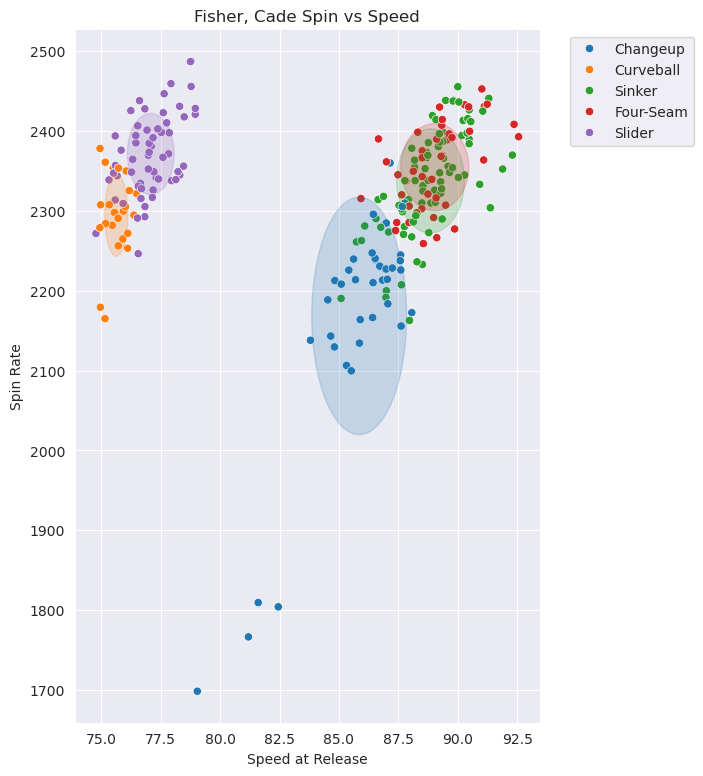 Fisher, Cade Spin vs Speed
Changeup
Curveball
Sinker
Four-Seam
Slider
Spin Rate
2500
2400
2300
2200
2100
2000
1900
1800
1700
75.0 77.5 80.0 82.5 85.0 87.5 90.0 92.5
Speed at Release